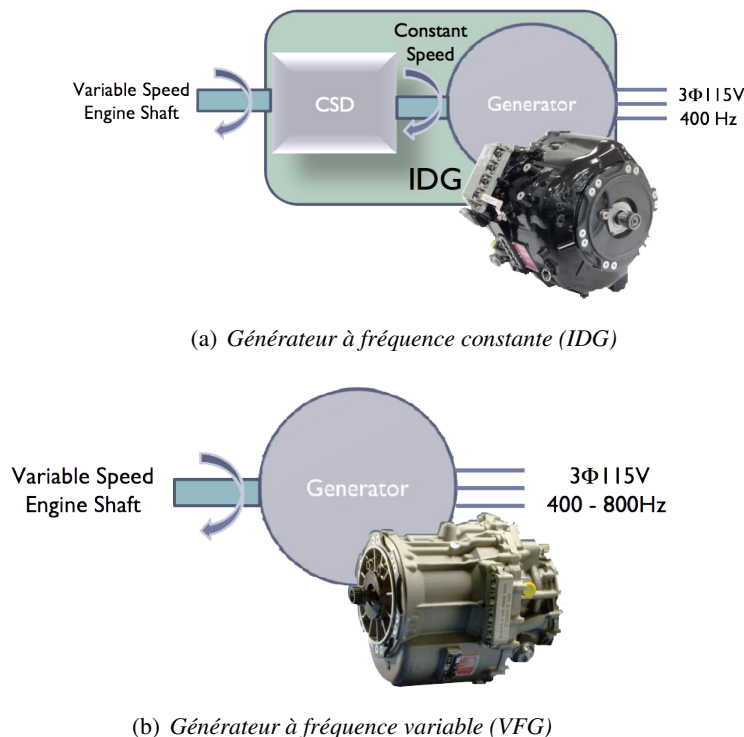 Constant
Speed
Variable Speed
Engine Shaft
CSD
Generator
3Φ115V
400 Hz
IDG
(a) Générateur à fréquence constante (IDG)
Variable Speed
Engine Shaft
Generator
3Φ115V
400 - 800Hz
(b) Générateur à fréquence variable (VFG)